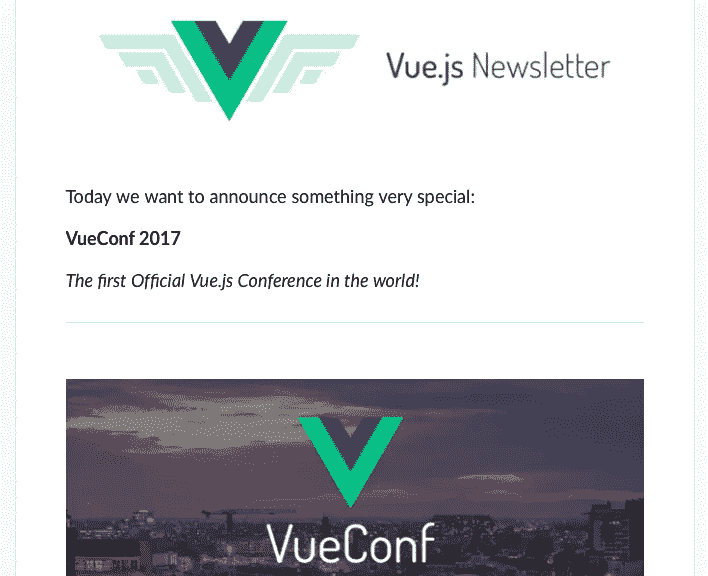 Vue.js Newsletter
Today we want to announce something very special:
VueConf 2017
The first Official Vue.js Conference in the world!
VueConf